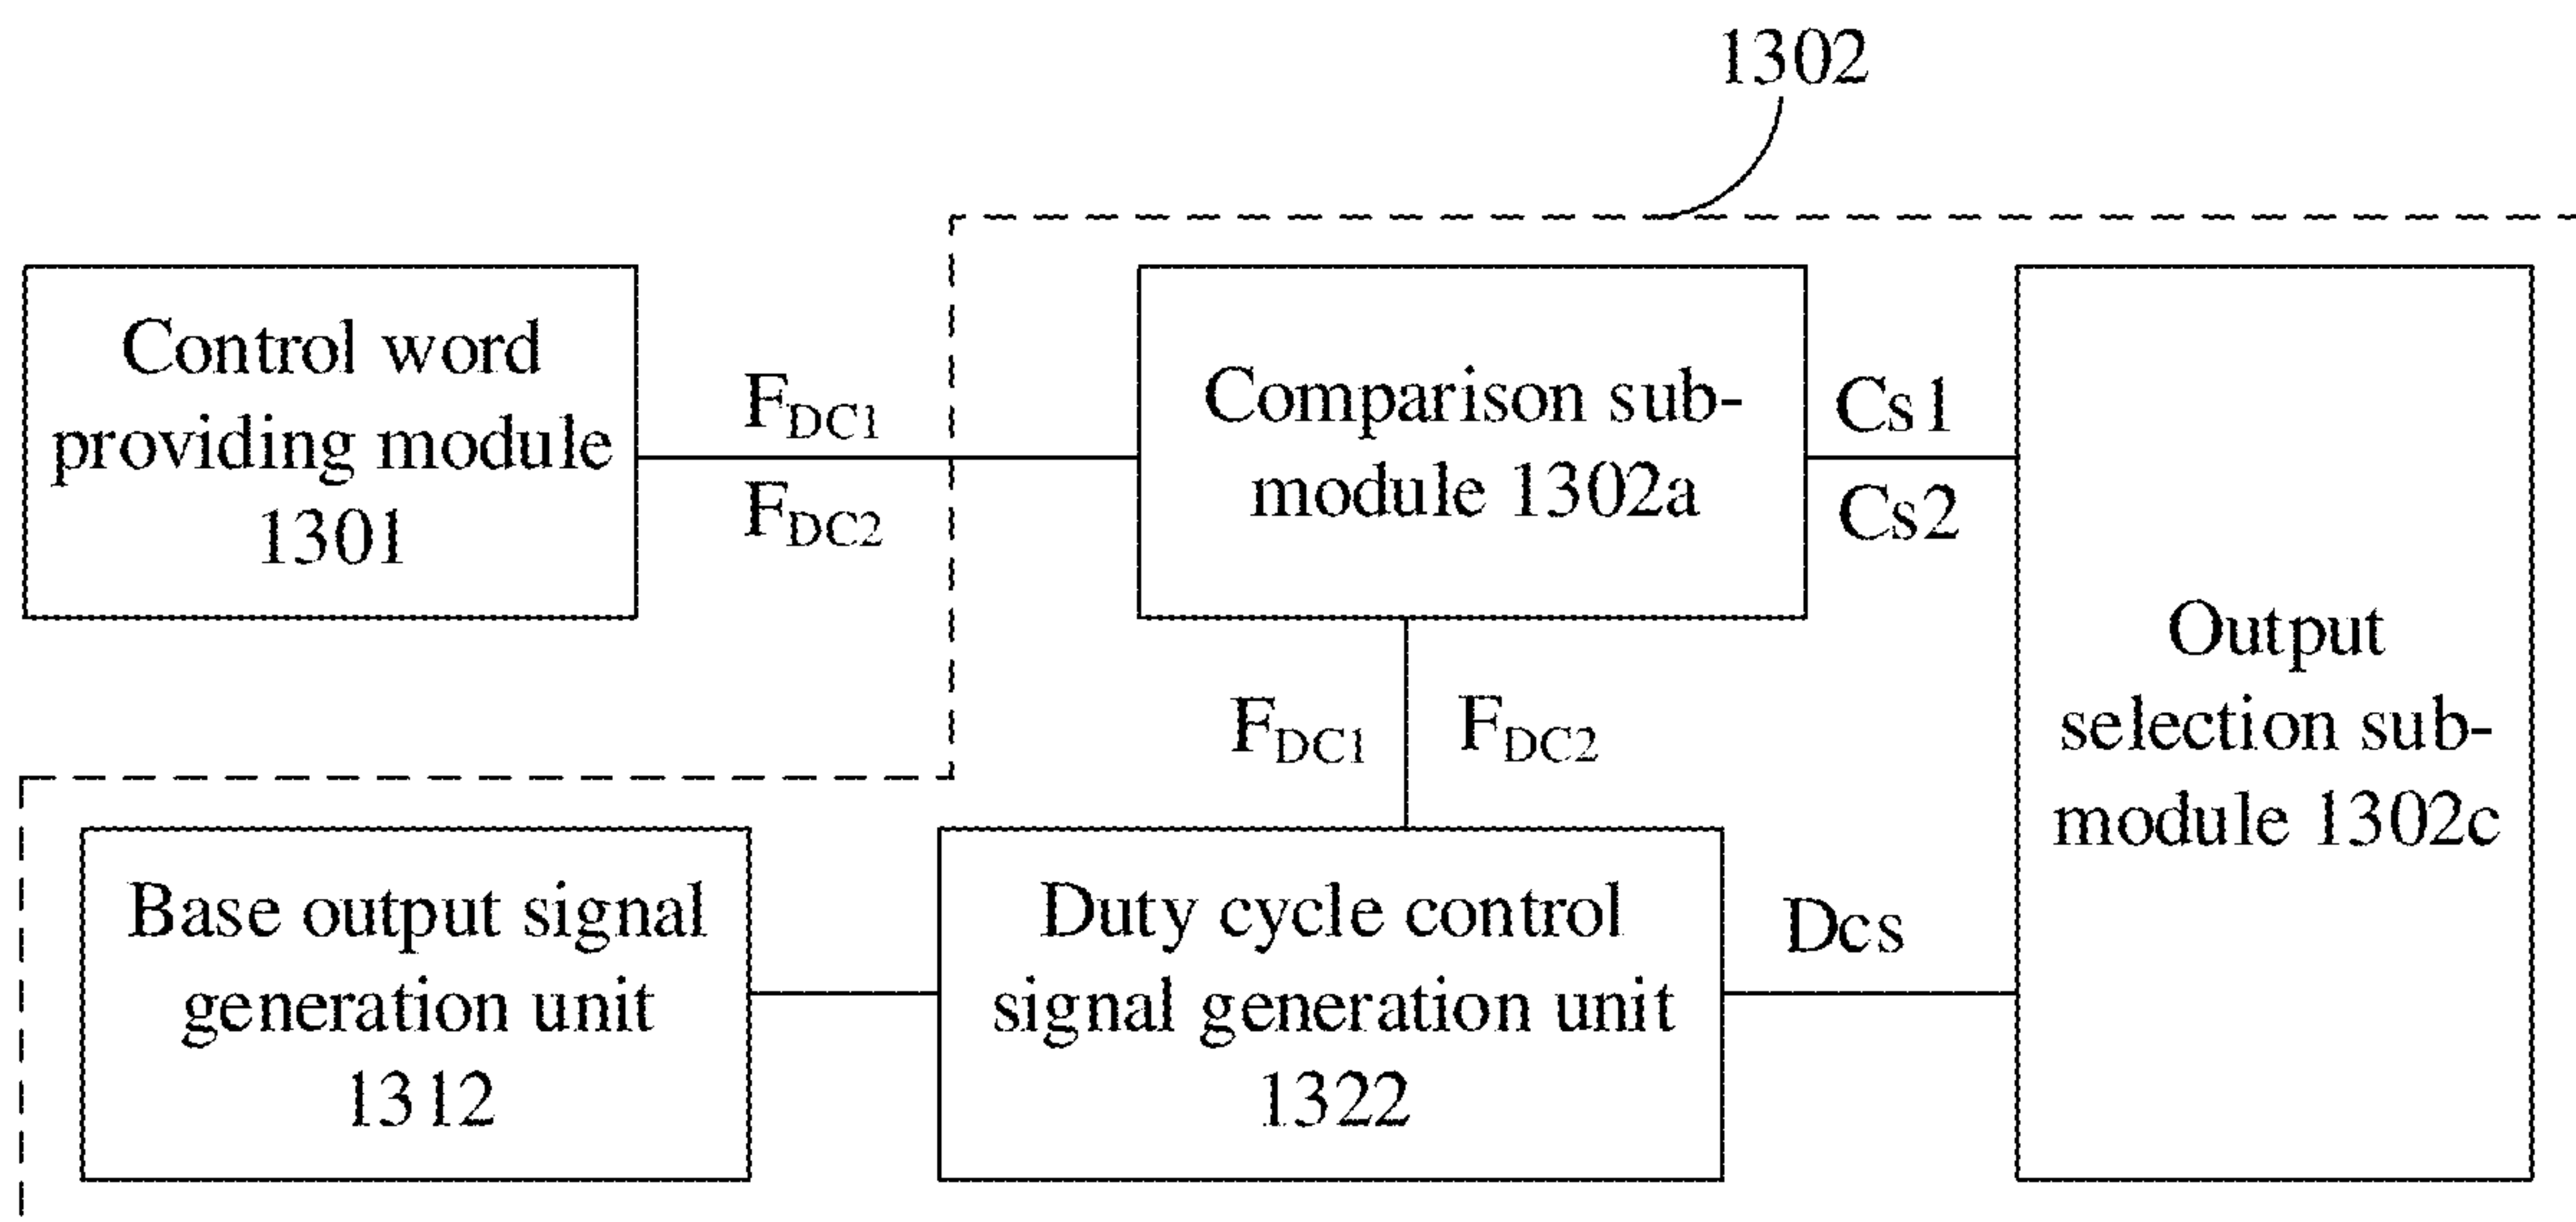 1302
Control word
providing module
1301
FDC1
FDC2
Comparison sub-
module 1302a
Cs1
Cs2
FDC1
FDC2
Output
selection sub-
module 1302c
Base output signal
generation unit
1312
Duty cycle control
signal generation unit
1322
Dcs